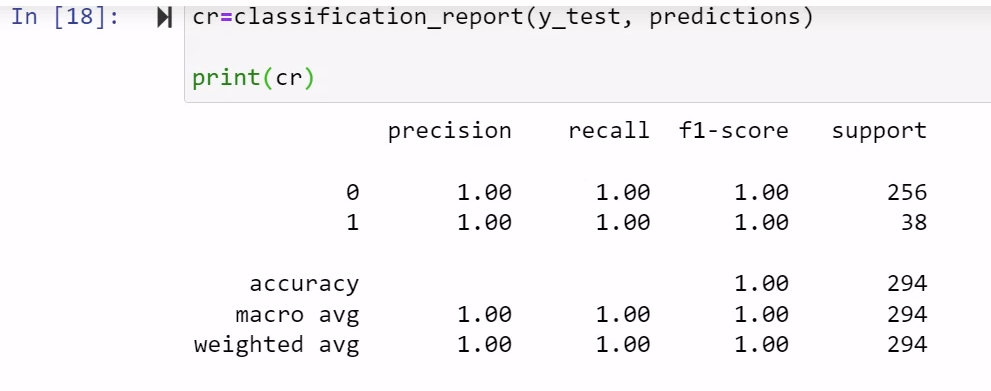 In [18]: cr=classification_report(y_test, predictions)
print(cr)
precision recall f1-score support
0 1.00 1.00 1.00 256
1 1.00 1.00 1.00 38
accuracy 1.00 294
macro avg 1.00 1.00 1.00 294
weighted avg 1.00 1.00 1.00 294